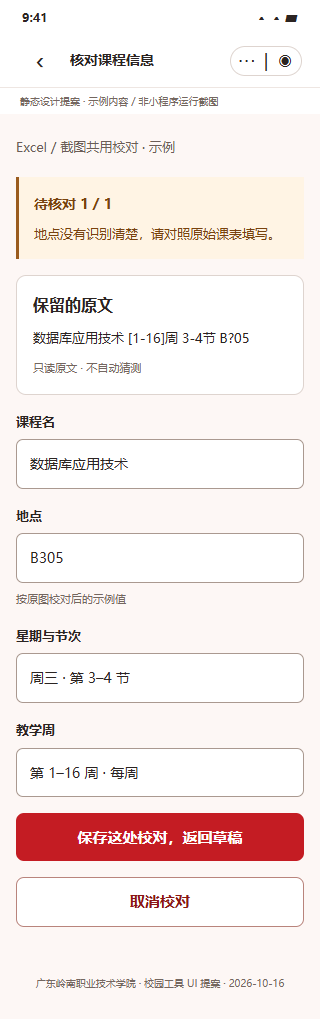 9:41
核对课程信息
静态设计提案 · 示例内容 / 非小程序运行截图
Excel / 截图共用校对 · 示例
待核对 1 / 1
地点没有识别清楚，请对照原始课表填写。
保留的原文
数据库应用技术 [1-16]周 3-4节 B?05
只读原文 · 不自动猜测
课程名
数据库应用技术
地点
B305
按原图校对后的示例值
星期与节次
周三 · 第 3–4 节
教学周
第 1–16 周 · 每周
保存这处校对，返回草稿
取消校对
广东岭南职业技术学院 · 校园工具 UI 提案 · 2026-10-16